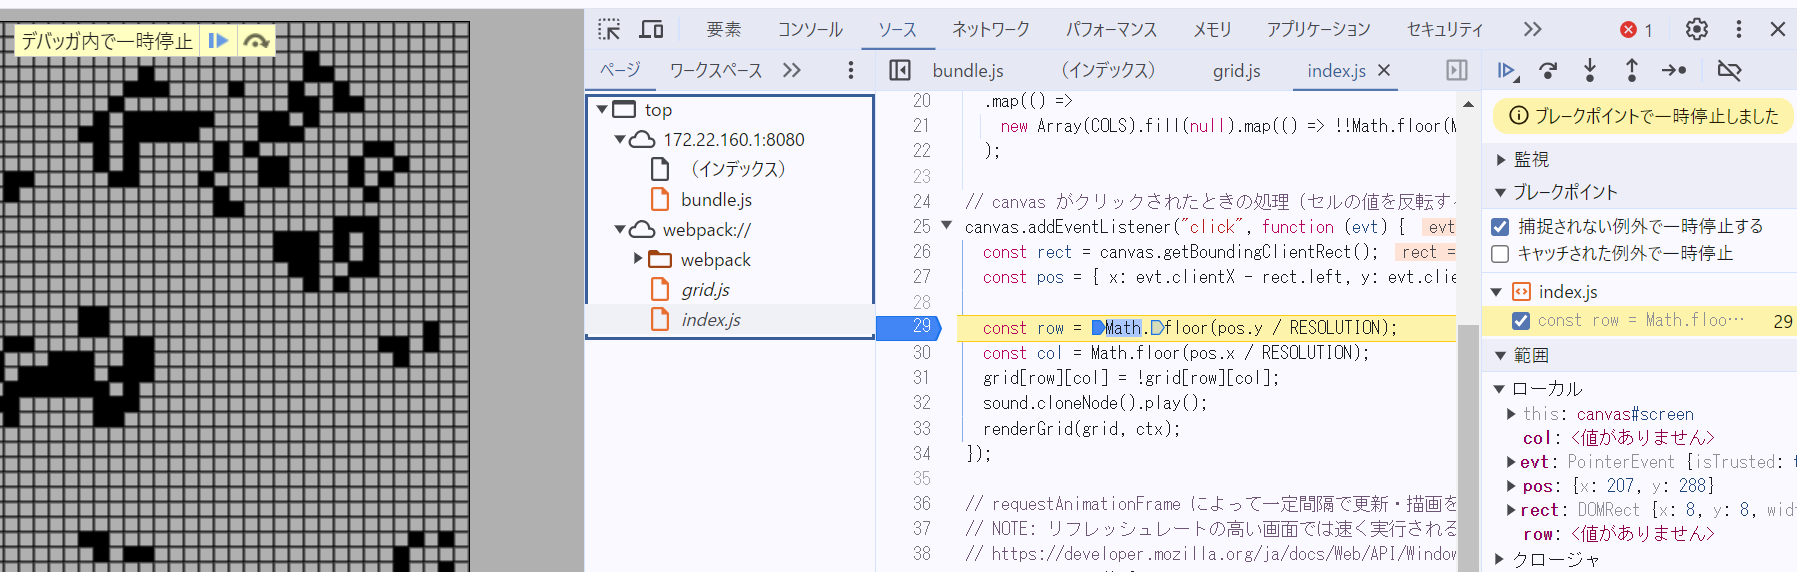 デバッガ内で一時停止
要素 コンソール ソース ネットワーク パフォーマンス メモリ アプリケーション セキュリティ 1
ページ ワークスペース
bundle.js （インデックス） grid.js index.js
top
172.22.160.1:8080
（インデックス）
bundle.js
webpack://
webpack
grid.js
index.js
20 .map(() =>
21 new Array(COLS).fill(null).map(() => !!Math.floor(M
22 );
23
24 // canvas がクリックされたときの処理（セルの値を反転す
25 canvas.addEventListener("click", function (evt) { evt
26 const rect = canvas.getBoundingClientRect(); rect =
27 const pos = { x: evt.clientX - rect.left, y: evt.clie
28
29 const row = Math.floor(pos.y / RESOLUTION);
30 const col = Math.floor(pos.x / RESOLUTION);
31 grid[row][col] = !grid[row][col];
32 sound.cloneNode().play();
33 renderGrid(grid, ctx);
34 });
35
36 // requestAnimationFrame によって一定間隔で更新・描画を
37 // NOTE: リフレッシュレートの高い画面では速く実行される
38 // https://developer.mozilla.org/ja/docs/Web/API/Window
ブレークポイントで一時停止しました
監視
ブレークポイント
捕捉されない例外で一時停止する
キャッチされた例外で一時停止
index.js
const row = Math.floo… 29
範囲
ローカル
this: canvas#screen
col: <値がありません>
evt: PointerEvent {isTrusted: t
pos: {x: 207, y: 288}
rect: DOMRect {x: 8, y: 8, widt
row: <値がありません>
クロージャ